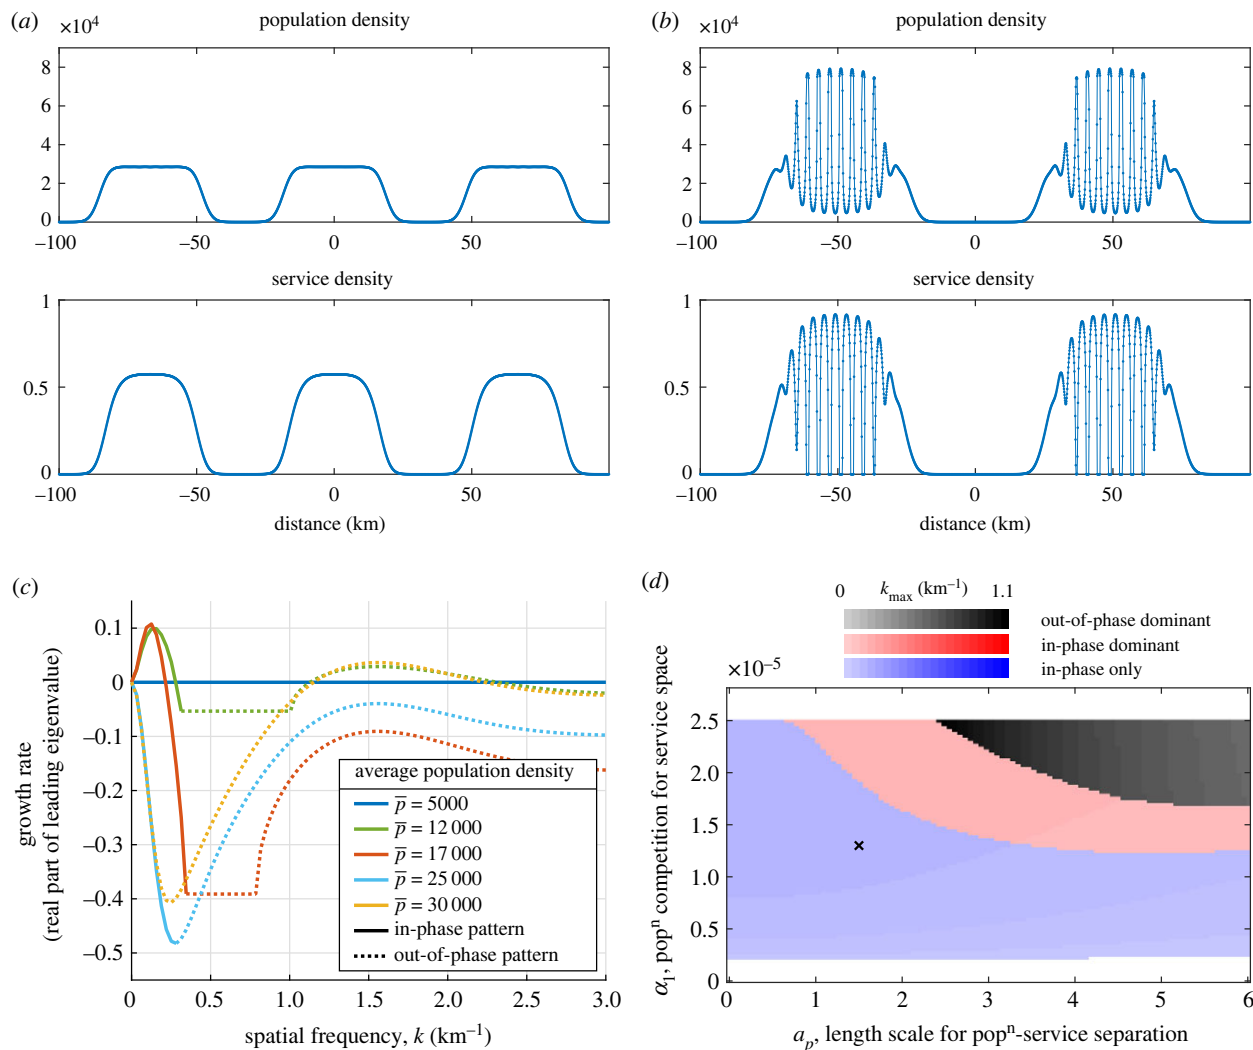 (a)
×10⁴
population density
8
6
4
2
0
–100
–50
0
50
service density
1
0.5
0
–100
–50
0
50
distance (km)
(b)
×10⁴
population density
8
6
4
2
0
–100
–50
0
50
service density
1
0.5
0
–100
–50
0
50
distance (km)
(c)
growth rate
(real part of leading eigenvalue)
0.1
0
–0.1
–0.2
–0.3
–0.4
–0.5
0
0.5
1.0
1.5
2.0
2.5
3.0
spatial frequency, k (km⁻¹)
average population density
p̅ = 5000
p̅ = 12 000
p̅ = 17 000
p̅ = 25 000
p̅ = 30 000
in-phase pattern
out-of-phase pattern
(d)
0 k_max (km⁻¹) 1.1
out-of-phase dominant
in-phase dominant
in-phase only
×10⁻⁵
α₁, popⁿ competition for service space
2.5
2.0
1.5
1.0
0.5
0
0
1
2
3
4
5
6
a_p, length scale for popⁿ-service separation